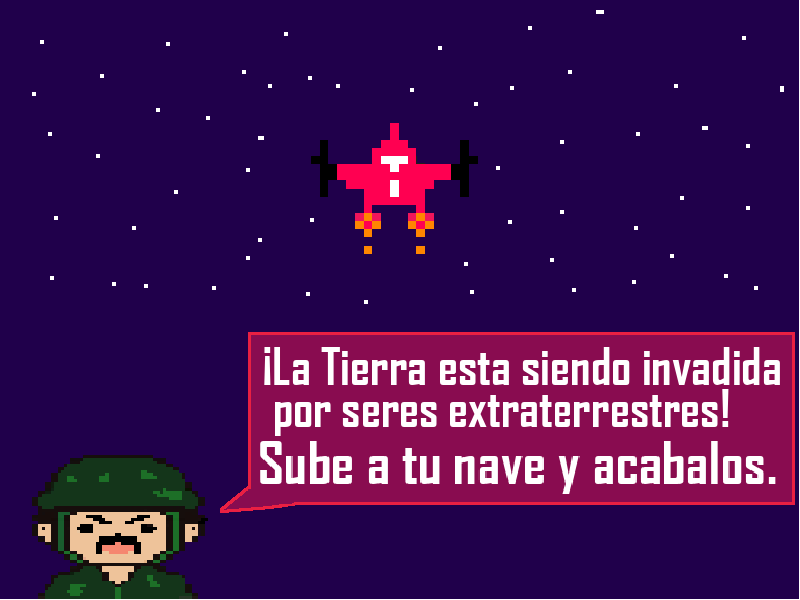 ¡La Tierra esta siendo invadida
por seres extraterrestres!
Sube a tu nave y acabalos.